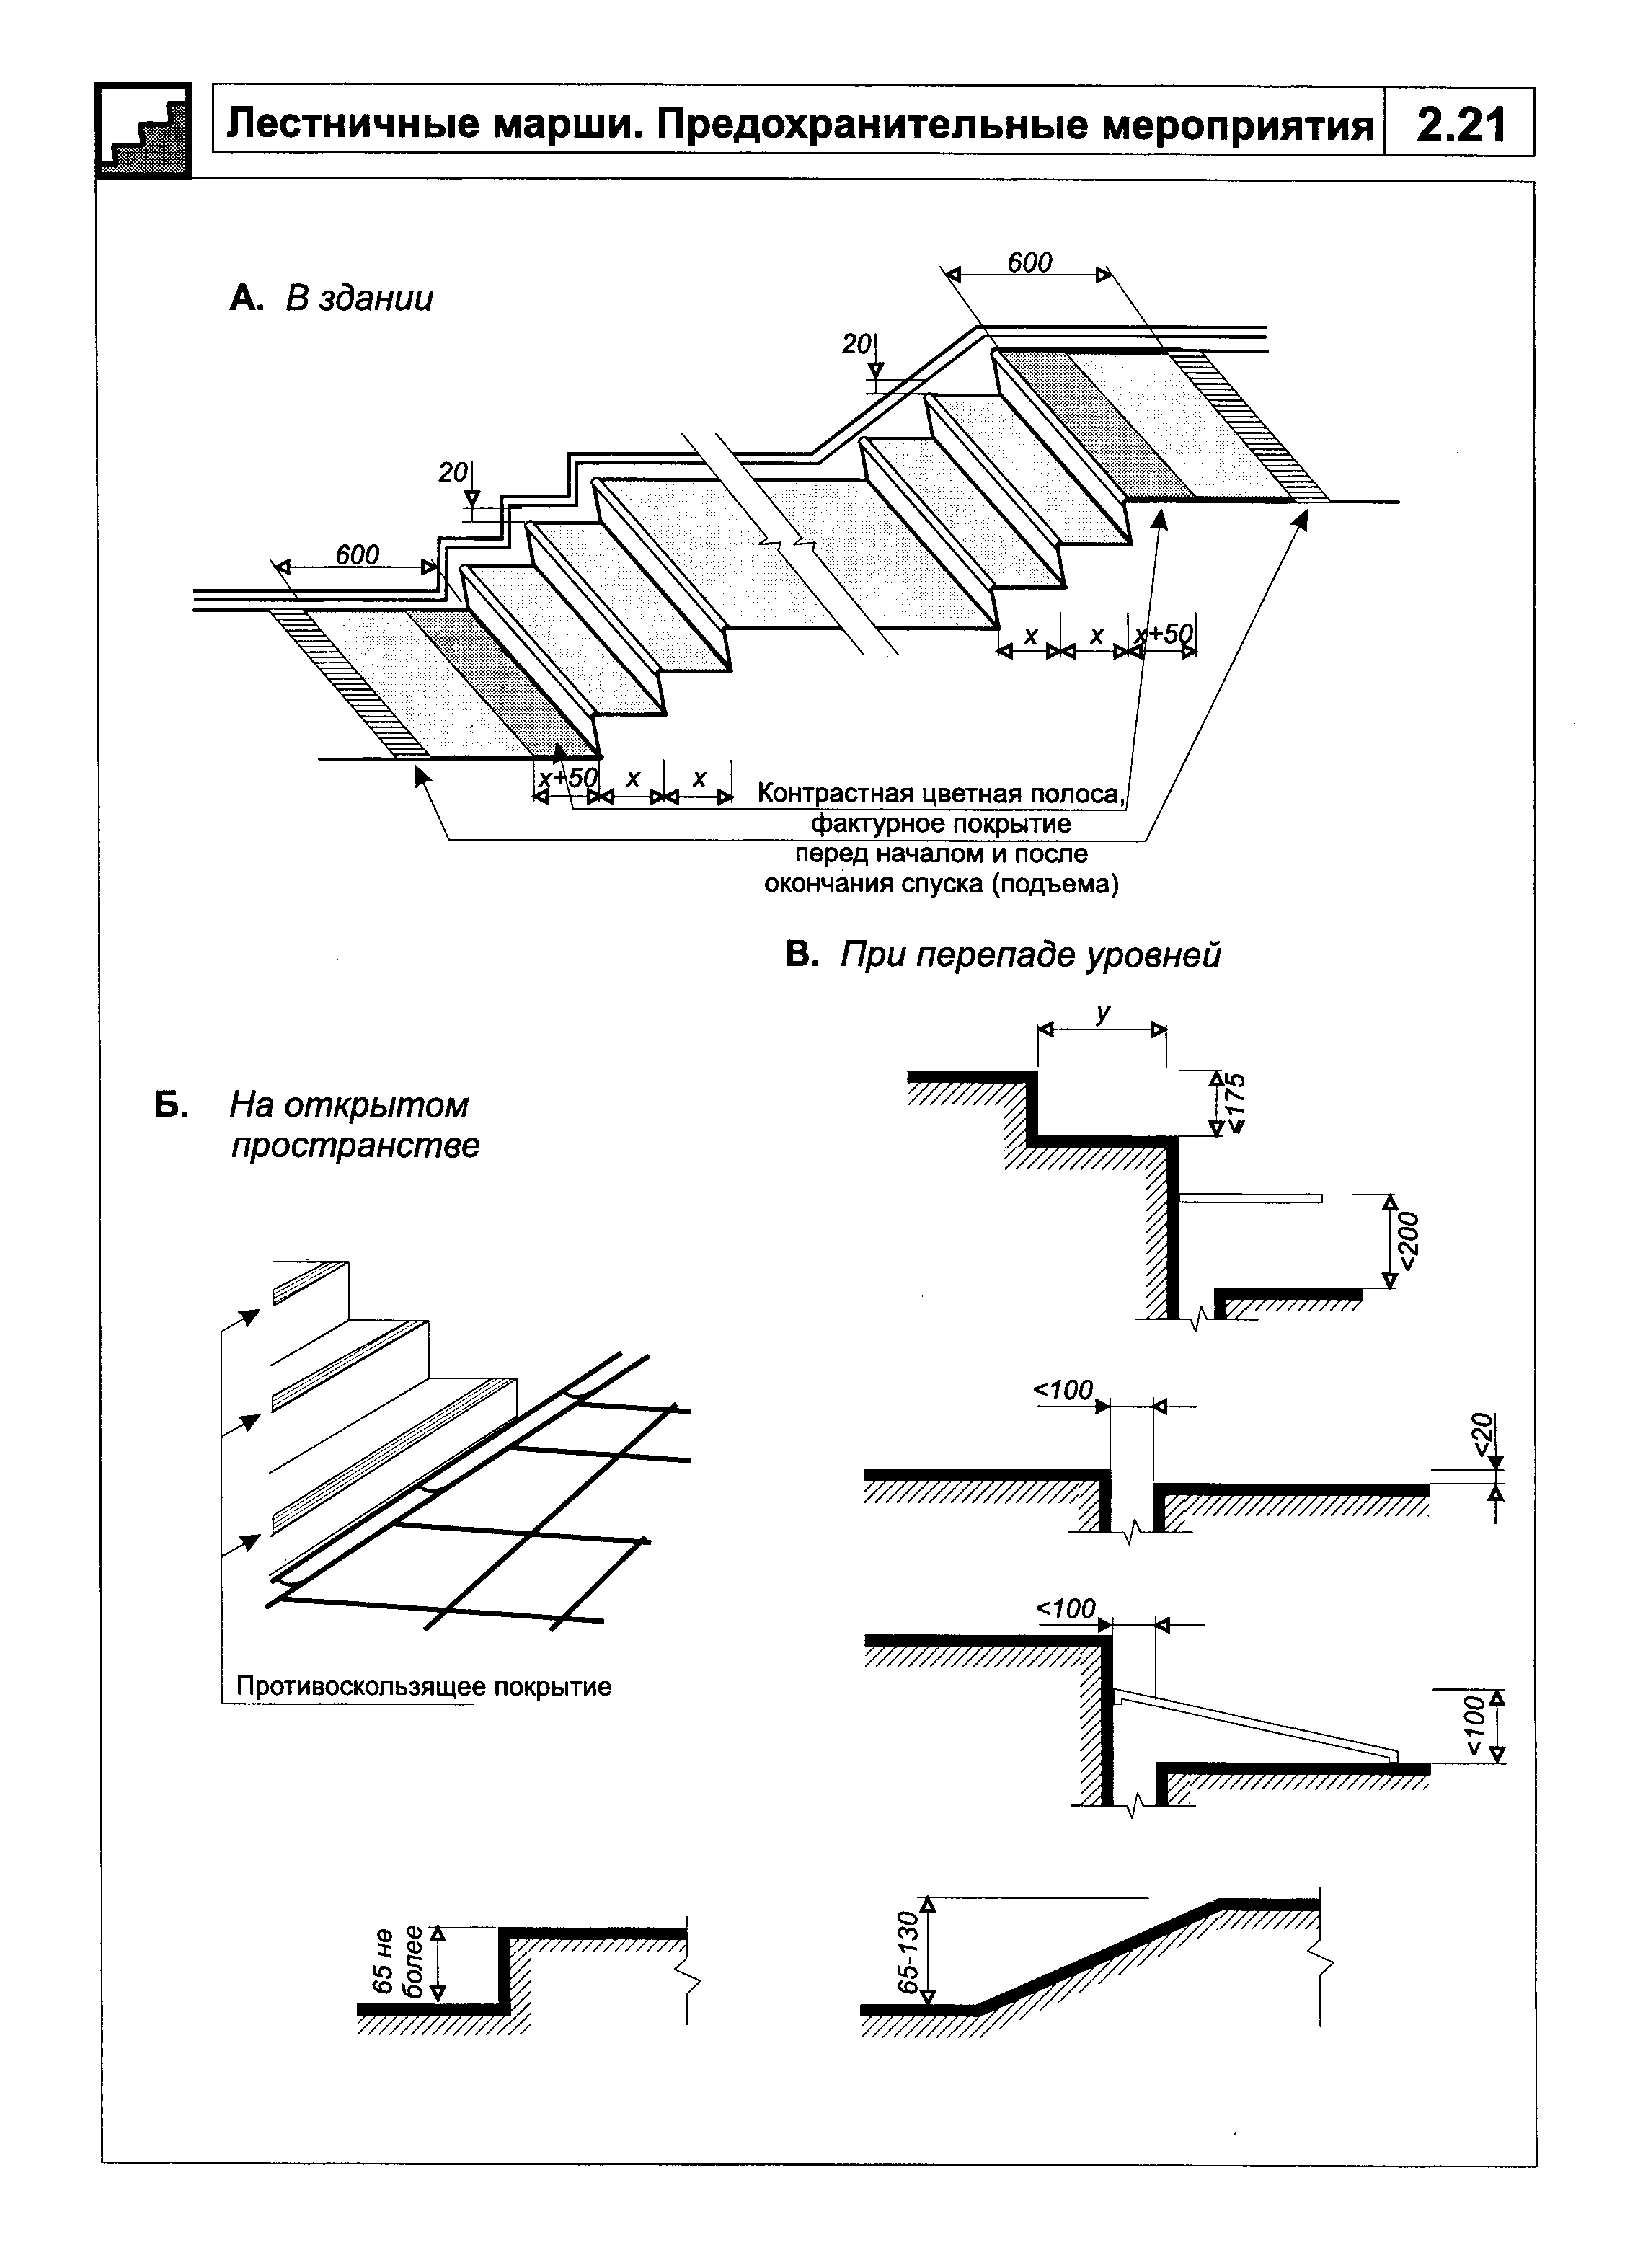 Лестничные марши. Предохранительные мероприятия 2.21
А. В здании
600
20
20
600
x x x+50
x+50 x x
Контрастная цветная полоса,
фактурное покрытие
перед началом и после
окончания спуска (подъема)
В. При перепаде уровней
y
≤175
<200
Б. На открытом
пространстве
<100
<20
<100
<100
Противоскользящее покрытие
65 не
более
65-130